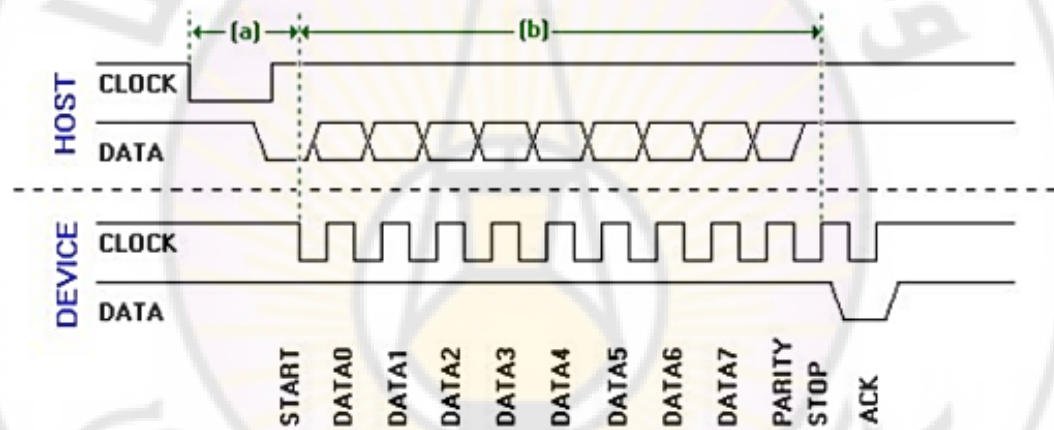 (a)
(b)
HOST
CLOCK
DATA
DEVICE
CLOCK
DATA
START
DATA0
DATA1
DATA2
DATA3
DATA4
DATA5
DATA6
DATA7
PARITY
STOP
ACK